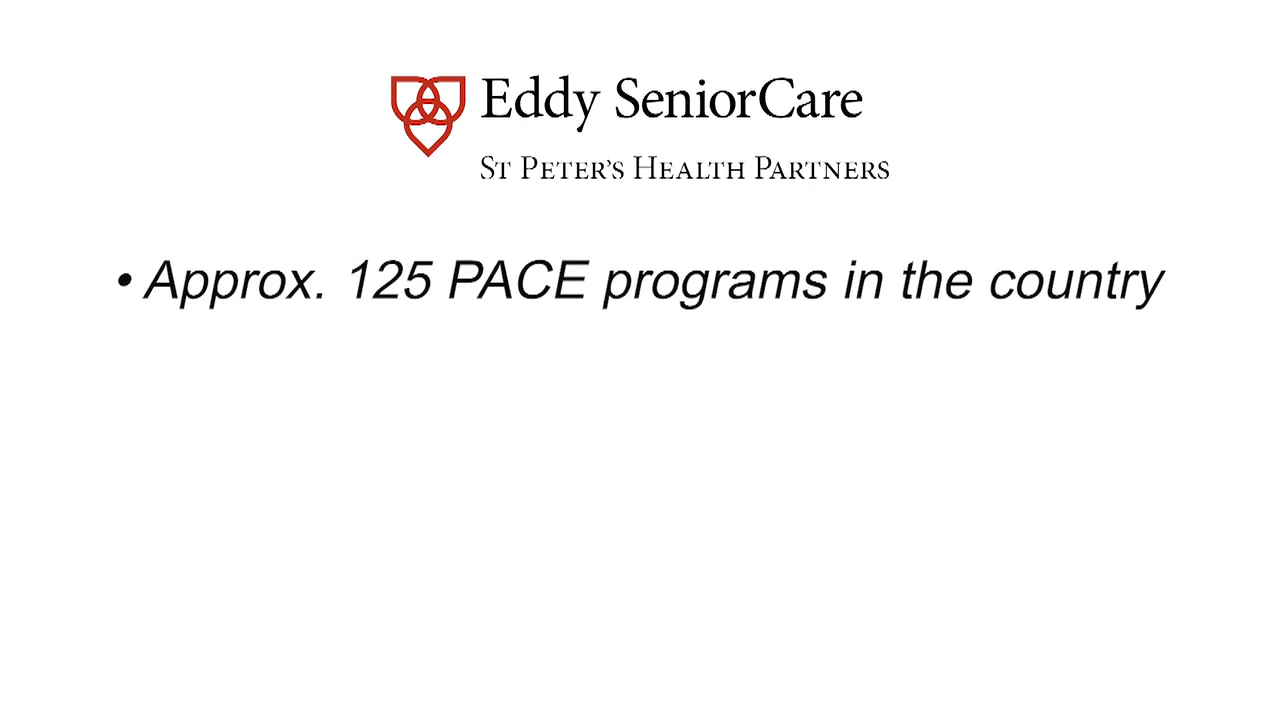 Eddy SeniorCare
St Peter's Health Partners
• Approx. 125 PACE programs in the country